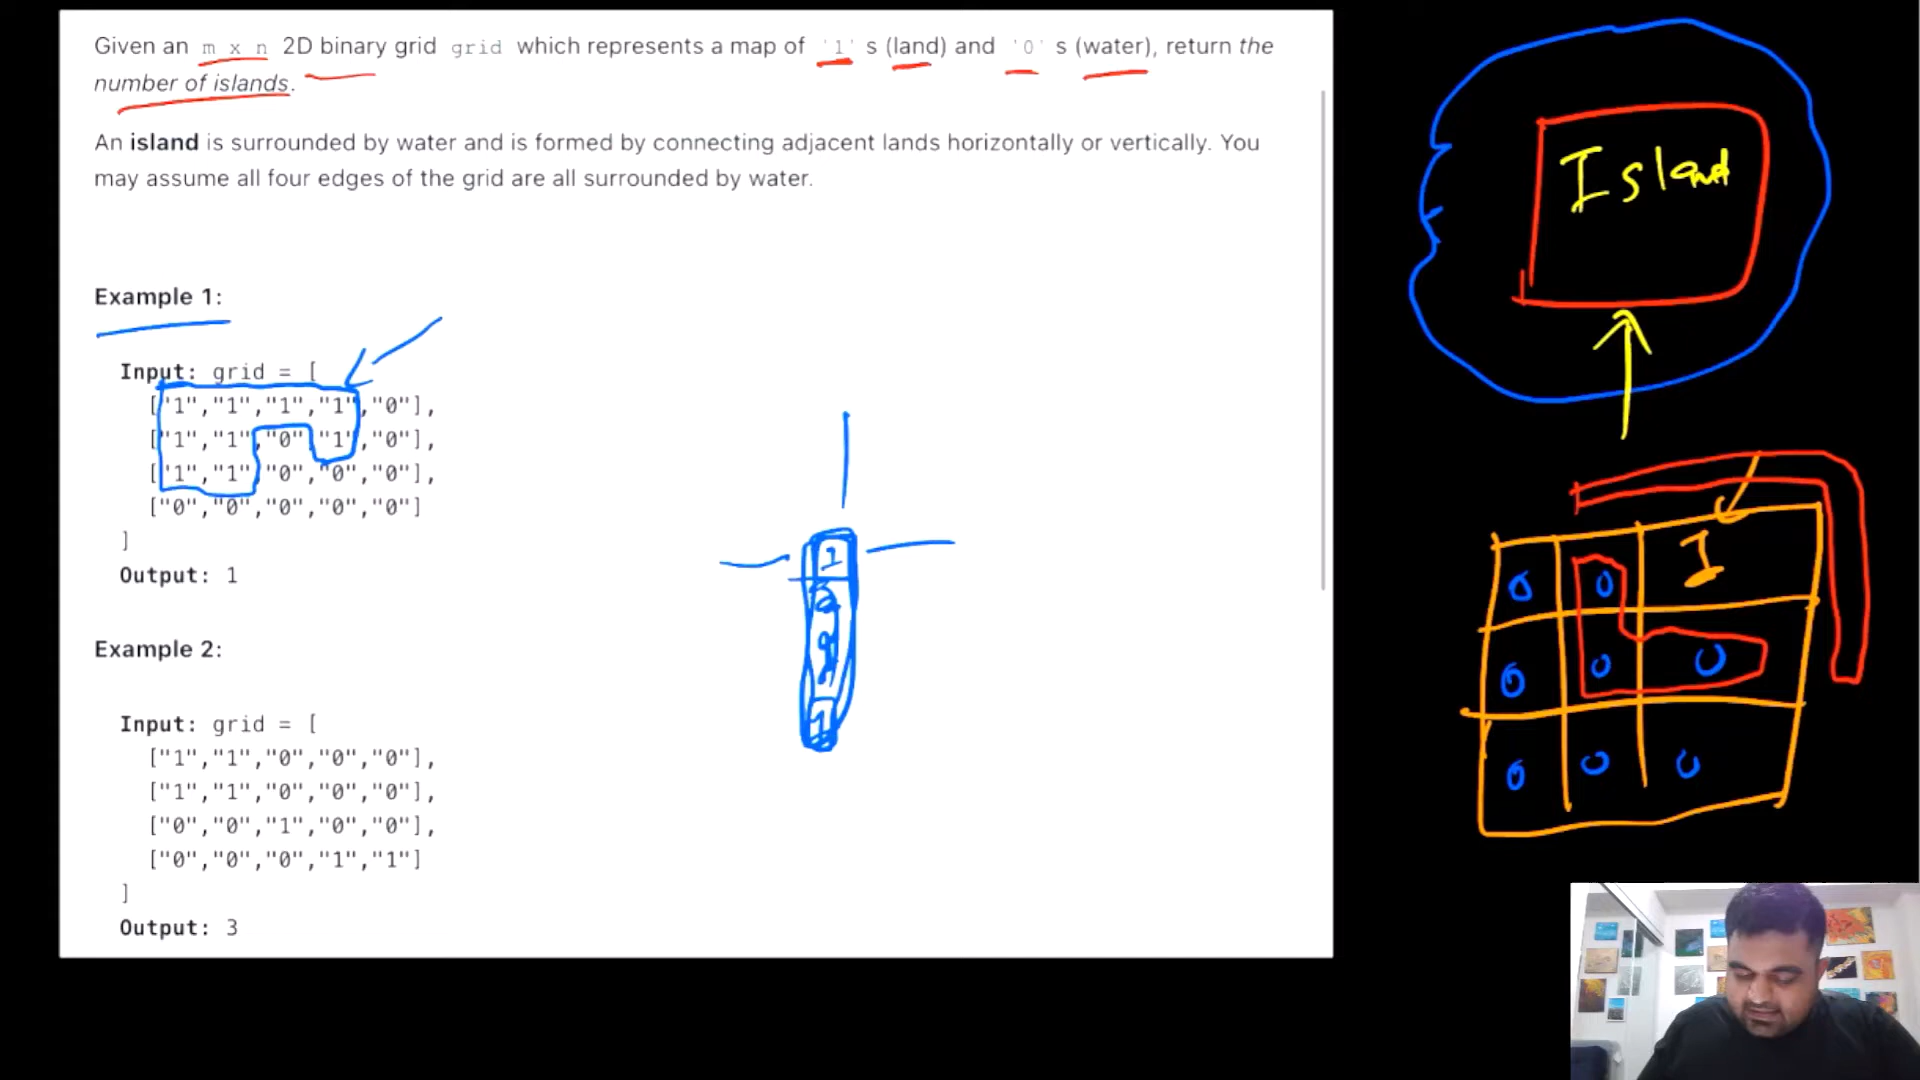 Given an m x n 2D binary grid grid which represents a map of '1' s (land) and '0' s (water), return the
number of islands.
An island is surrounded by water and is formed by connecting adjacent lands horizontally or vertically. You
may assume all four edges of the grid are all surrounded by water.
Example 1:
Input: grid = [
["1","1","1","1","0"],
["1","1","0","1","0"],
["1","1","0","0","0"],
["0","0","0","0","0"]
]
Output: 1
Example 2:
Input: grid = [
["1","1","0","0","0"],
["1","1","0","0","0"],
["0","0","1","0","0"],
["0","0","0","1","1"]
]
Output: 3
1
1
Island
0 0 I
0 0 0
0 0 0